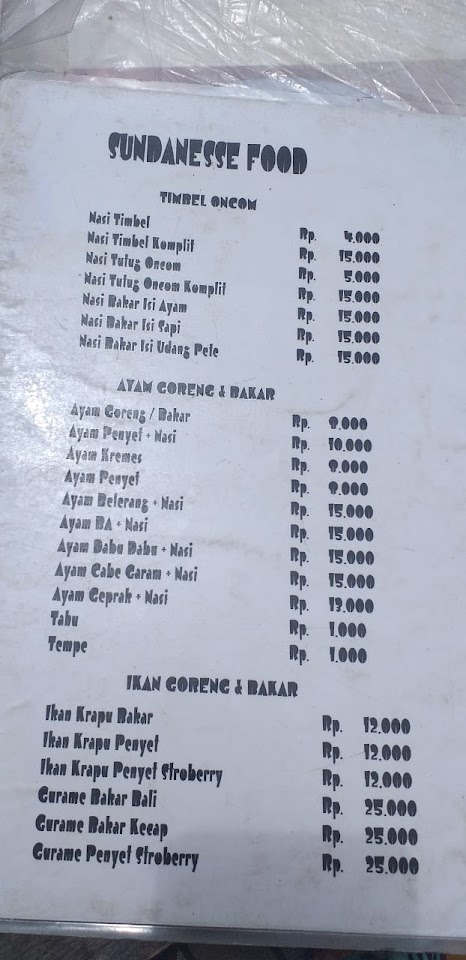 SUNDANESSE FOOD
TIMBEL ONCOM
Nasi Timbel Rp. 4.000
Nasi Timbel Komplit Rp. 15.000
Nasi Tutug Oncom Rp. 5.000
Nasi Tutug Oncom Komplit Rp. 15.000
Nasi Bakar Isi Ayam Rp. 15.000
Nasi Bakar Isi Sapi Rp. 15.000
Nasi Bakar Isi Udang Pete Rp. 15.000
AYAM GORENG & BAKAR
Ayam Goreng / Bakar Rp. 9.000
Ayam Penyet + Nasi Rp. 10.000
Ayam Kremes Rp. 9.000
Ayam Penyet Rp. 9.000
Ayam Belerang + Nasi Rp. 15.000
Ayam BA + Nasi Rp. 15.000
Ayam Dabu Dabu + Nasi Rp. 15.000
Ayam Cabe Garam + Nasi Rp. 15.000
Ayam Geprak + Nasi Rp. 13.000
Tahu Rp. 1.000
Tempe Rp. 1.000
IKAN GORENG & BAKAR
Ikan Krapu Bakar Rp. 12.000
Ikan Krapu Penyet Rp. 12.000
Ikan Krapu Penyet Stroberry Rp. 12.000
Gurame Bakar Bali Rp. 25.000
Gurame Bakar Kecap Rp. 25.000
Gurame Penyet Stroberry Rp. 25.000